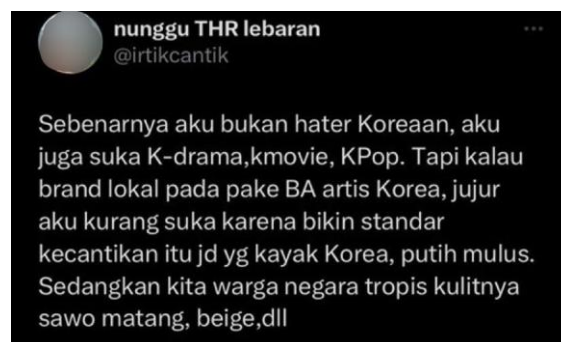 nunggu THR lebaran
@irtikcantik
Sebenarnya aku bukan hater Koreaan, aku
juga suka K-drama,kmovie, KPop. Tapi kalau
brand lokal pada pake BA artis Korea, jujur
aku kurang suka karena bikin standar
kecantikan itu jd yg kayak Korea, putih mulus.
Sedangkan kita warga negara tropis kulitnya
sawo matang, beige,dll